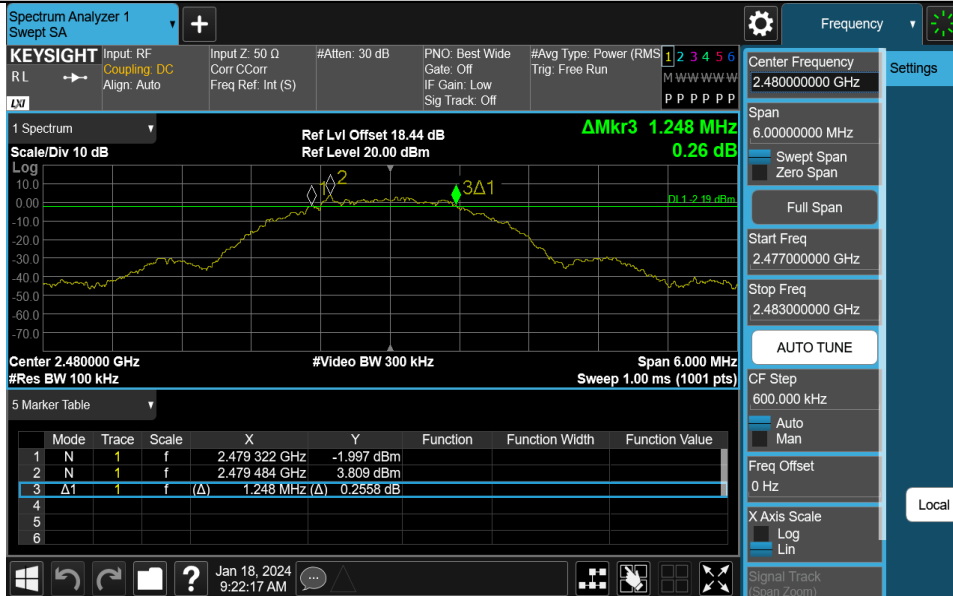 Spectrum Analyzer 1
Swept SA
+
Frequency
KEYSIGHT
RL
LXI
Input: RF
Coupling: DC
Align: Auto
Input Z: 50 Ω
Corr CCorr
Freq Ref: Int (S)
#Atten: 30 dB
PNO: Best Wide
Gate: Off
IF Gain: Low
Sig Track: Off
#Avg Type: Power (RMS
Trig: Free Run
1 2 3 4 5 6
M W W W W W
P P P P P P
1 Spectrum
Scale/Div 10 dB
Ref Lvl Offset 18.44 dB
Ref Level 20.00 dBm
ΔMkr3 1.248 MHz
0.26 dB
Log
10.0
0.00
-10.0
-20.0
-30.0
-40.0
-50.0
-60.0
-70.0
1
2
3Δ1
DL1 -2.19 dBm
Center 2.480000 GHz
#Res BW 100 kHz
#Video BW 300 kHz
Span 6.000 MHz
Sweep 1.00 ms (1001 pts)
5 Marker Table
Mode Trace Scale X Y Function Function Width Function Value
1 N 1 f 2.479 322 GHz -1.997 dBm
2 N 1 f 2.479 484 GHz 3.809 dBm
3 Δ1 1 f (Δ) 1.248 MHz (Δ) 0.2558 dB
4
5
6
?
Jan 18, 2024
9:22:17 AM
Center Frequency
2.480000000 GHz
Span
6.00000000 MHz
Swept Span
Zero Span
Full Span
Start Freq
2.477000000 GHz
Stop Freq
2.483000000 GHz
AUTO TUNE
CF Step
600.000 kHz
Auto
Man
Freq Offset
0 Hz
X Axis Scale
Log
Lin
Signal Track
(Span Zoom)
Settings
Local